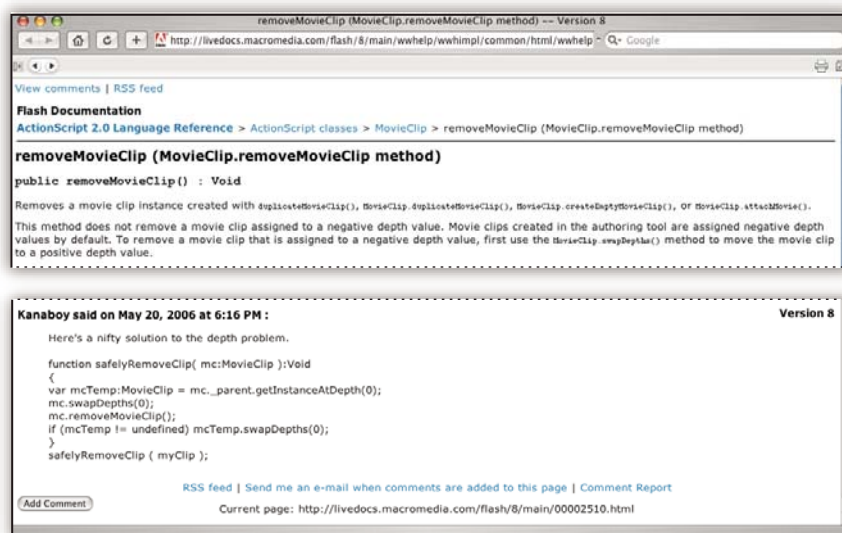 removeMovieClip (MovieClip.removeMovieClip method) -- Version 8
http://livedocs.macromedia.com/flash/8/main/wwhelp/wwhimpl/common/html/wwhelp
Google
View comments | RSS feed
Flash Documentation
ActionScript 2.0 Language Reference > ActionScript classes > MovieClip > removeMovieClip (MovieClip.removeMovieClip method)
removeMovieClip (MovieClip.removeMovieClip method)
public removeMovieClip() : Void
Removes a movie clip instance created with duplicateMovieClip(), MovieClip.duplicateMovieClip(), MovieClip.createEmptyMovieClip(), or MovieClip.attachMovie().
This method does not remove a movie clip assigned to a negative depth value. Movie clips created in the authoring tool are assigned negative depth
values by default. To remove a movie clip that is assigned to a negative depth value, first use the MovieClip.swapDepths() method to move the movie clip
to a positive depth value.
Kanaboy said on May 20, 2006 at 6:16 PM :
Version 8
Here's a nifty solution to the depth problem.
function safelyRemoveClip( mc:MovieClip ):Void
{
var mcTemp:MovieClip = mc._parent.getInstanceAtDepth(0);
mc.swapDepths(0);
mc.removeMovieClip();
if (mcTemp != undefined) mcTemp.swapDepths(0);
}
safelyRemoveClip ( myClip );
RSS feed | Send me an e-mail when comments are added to this page | Comment Report
Add Comment
Current page: http://livedocs.macromedia.com/flash/8/main/00002510.html